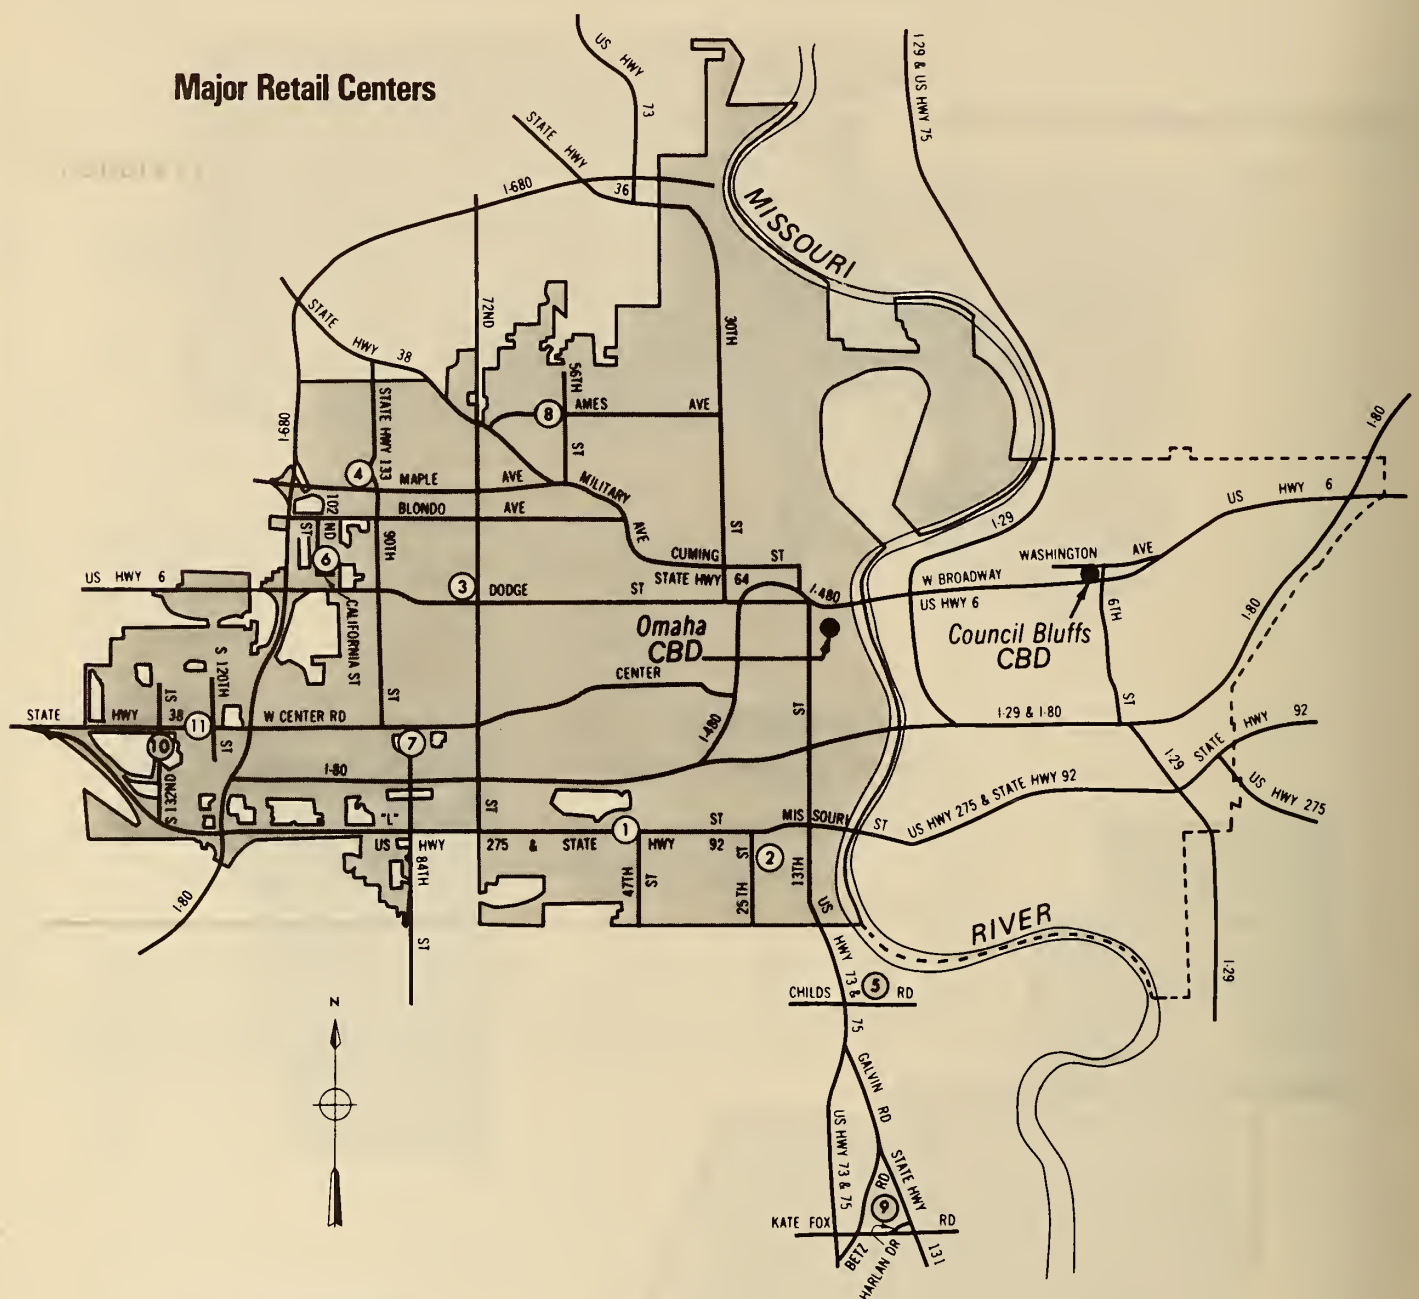 Major Retail Centers
US HWY 73
I-29 & US HWY 75
STATE HWY 36
I-680
MISSOURI
STATE HWY 38
72ND
30TH
56TH
8
AMES AVE
ST
STATE HWY 133
I-680
I-80
4
MAPLE AVE
MILITARY
AVE
US HWY 6
102 ND
ST
BLONDO AVE
I-29
WASHINGTON AVE
90TH
6
CUMING ST
ST
STATE HWY 64
US HWY 6
3
DODGE ST
I-480
W BROADWAY
US HWY 6
6TH
I-80
CALIFORNIA ST
Omaha
CBD
Council Bluffs
CBD
S 120TH
CENTER
ST
STATE HWY 38
ST
11
W CENTER RD
ST
ST
I-29 & I-80
10
ST
7
I-480
STATE HWY 92
I-29
I-80
US HWY 275 & STATE HWY 92
US HWY 275
S 132ND
"L"
ST
1
ST
MISSOURI ST
US HWY 275 & STATE HWY 92
84TH
47TH
ST
ST
2
25TH
13TH
I-80
US
RIVER
ST
HWY 73 &
5
I-29
CHILDS RD
N
75
GALVIN RD
US HWY 73 & 75
STATE HWY
RD
9
KATE FOX RD
BETZ
HARLAN DR
131